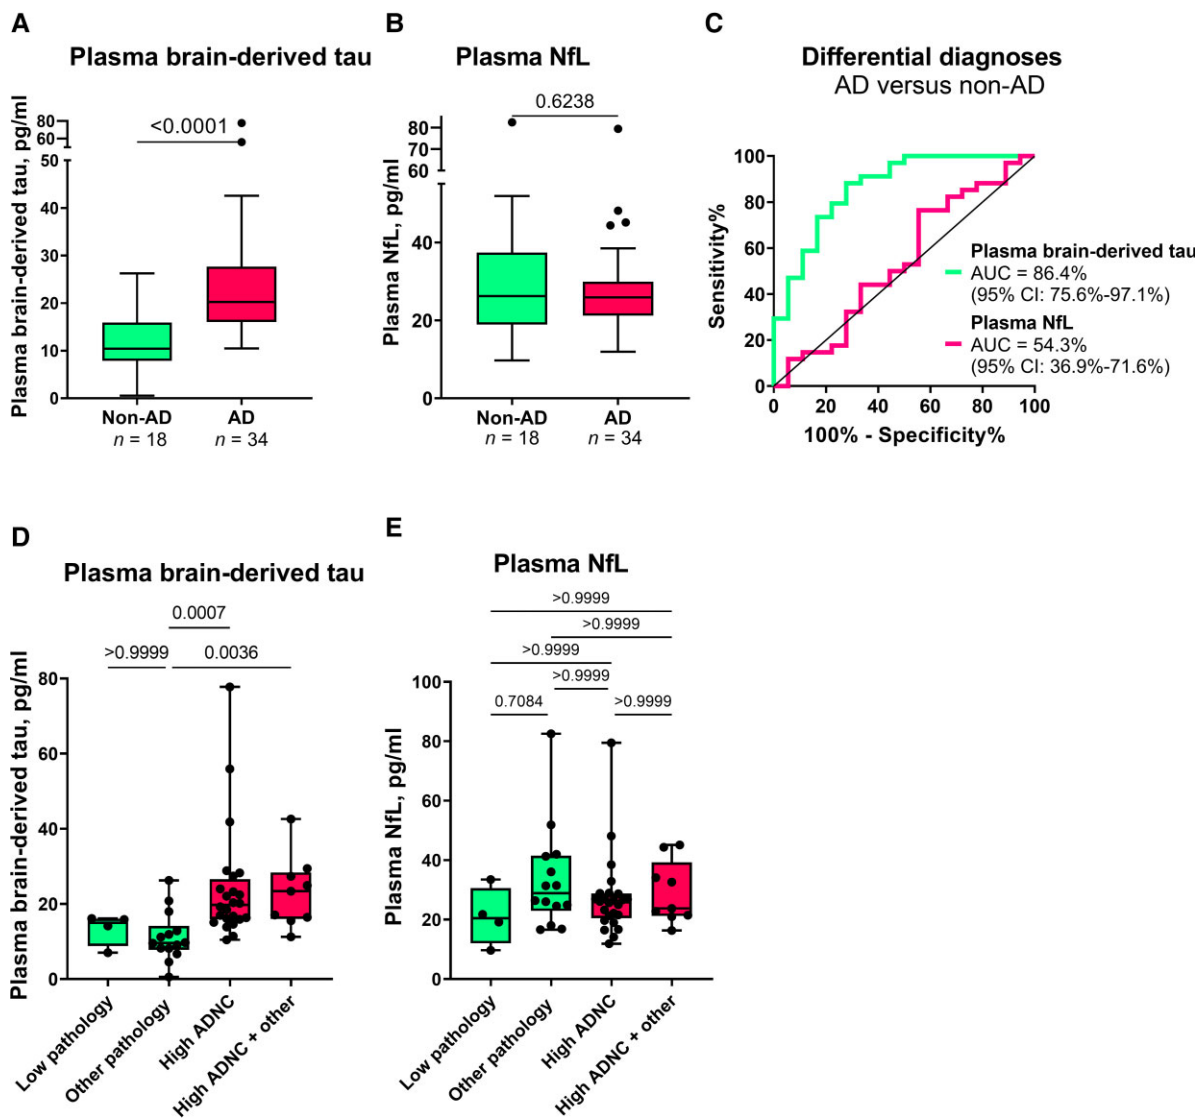 A
Plasma brain-derived tau
Plasma brain-derived tau, pg/ml
80
60
50
40
30
20
10
0
<0.0001
Non-AD
n = 18
AD
n = 34
B
Plasma NfL
Plasma NfL, pg/ml
80
70
60
40
20
0
0.6238
Non-AD
n = 18
AD
n = 34
C
Differential diagnoses
AD versus non-AD
Sensitivity%
100
80
60
40
20
0
0 20 40 60 80 100
100% - Specificity%
Plasma brain-derived tau
AUC = 86.4%
(95% CI: 75.6%-97.1%)
Plasma NfL
AUC = 54.3%
(95% CI: 36.9%-71.6%)
D
Plasma brain-derived tau
Plasma brain-derived tau, pg/ml
0.0007
>0.9999 0.0036
80
60
40
20
0
Low pathology
Other pathology
High ADNC
High ADNC + other
E
Plasma NfL
Plasma NfL, pg/ml
>0.9999
>0.9999
>0.9999
>0.9999
0.7084 >0.9999
100
80
60
40
20
0
Low pathology
Other pathology
High ADNC
High ADNC + other